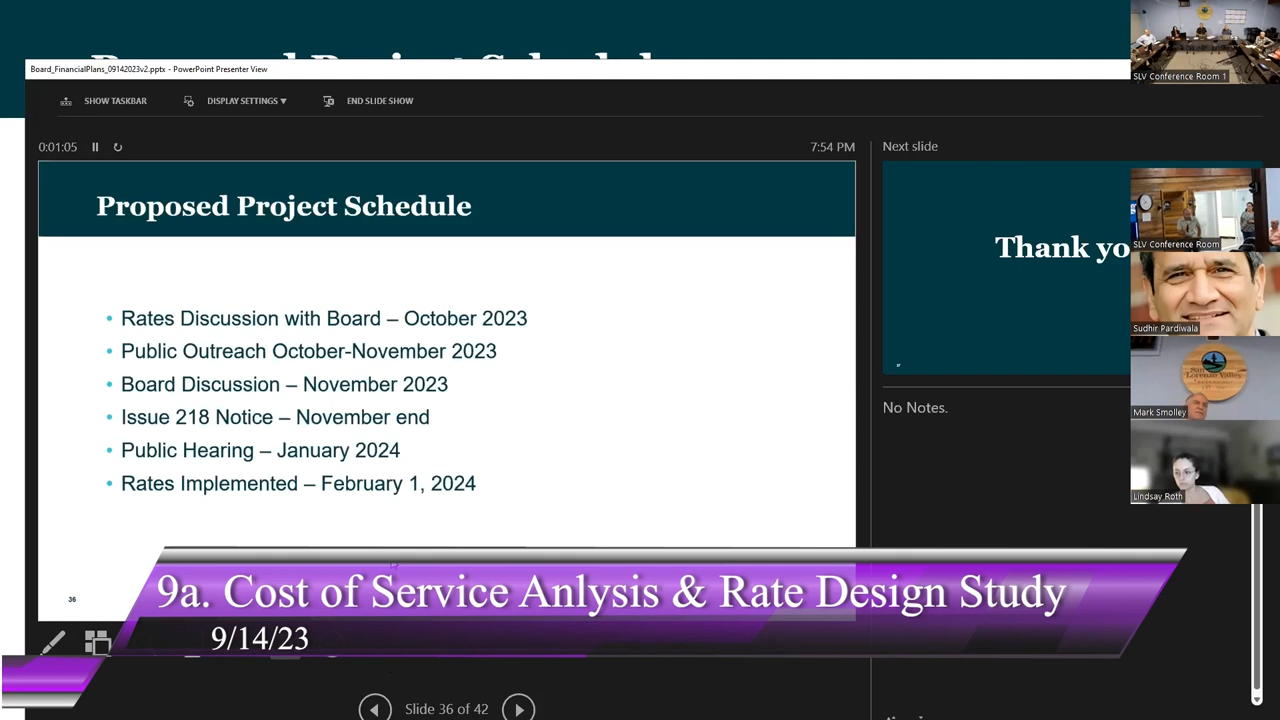 Board_FinancialPlans_09142023v2.pptx - PowerPoint Presenter View
SHOW TASKBAR
DISPLAY SETTINGS ▼
END SLIDE SHOW
0:01:05
7:54 PM
Proposed Project Schedule
• Rates Discussion with Board – October 2023
• Public Outreach October-November 2023
• Board Discussion – November 2023
• Issue 218 Notice – November end
• Public Hearing – January 2024
• Rates Implemented – February 1, 2024
36
Next slide
Thank yo
No Notes.
SLV Conference Room 1
SLV Conference Room
Sudhir Pardiwala
San Lorenzo Valley
Mark Smolley
Lindsay Roth
9a. Cost of Service Anlysis & Rate Design Study
9/14/23
Slide 36 of 42